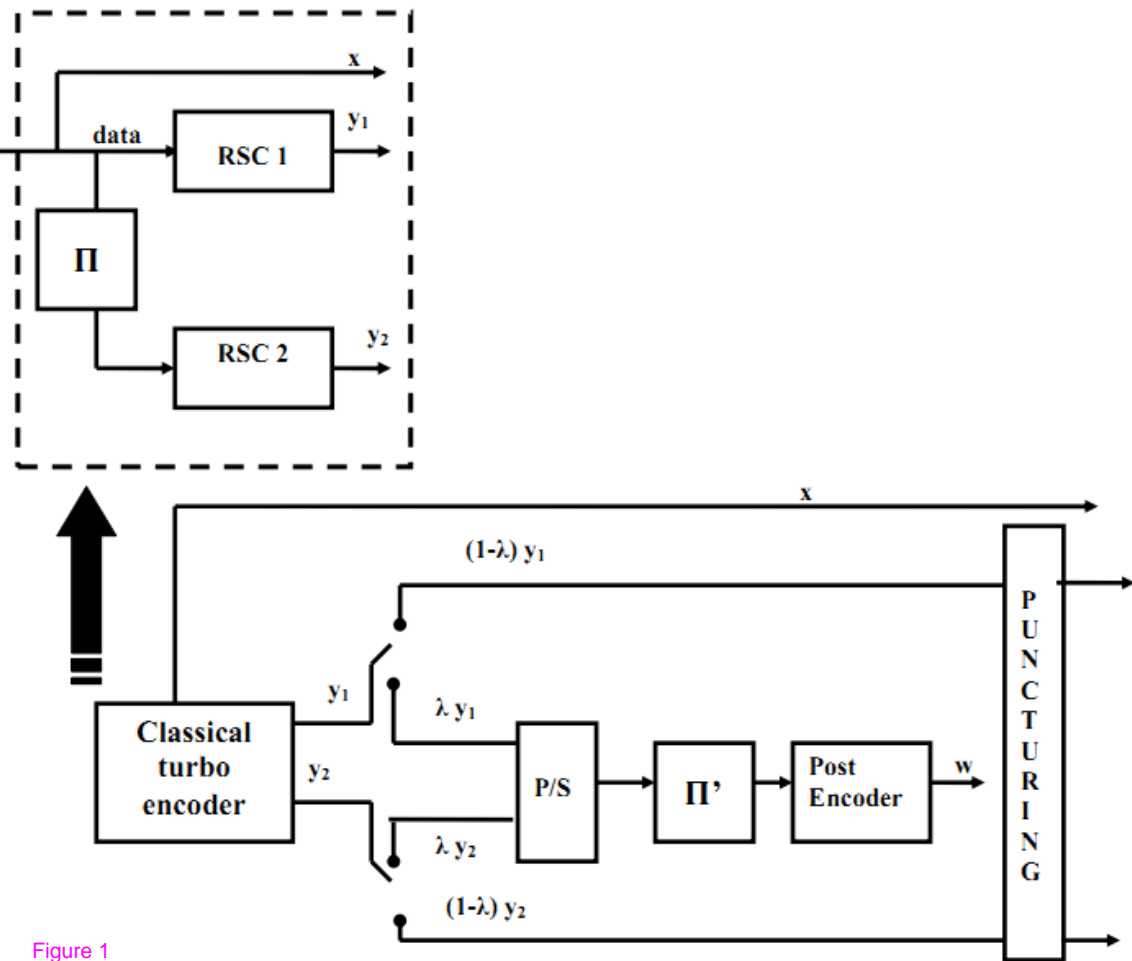 x
data
RSC 1
y₁
Π
RSC 2
y₂
x
(1-λ) y₁
PUNCTURING
y₁
λ y₁
Classical
turbo
encoder
y₂
P/S
Π’
Post
Encoder
w
λ y₂
(1-λ) y₂
Figure 1